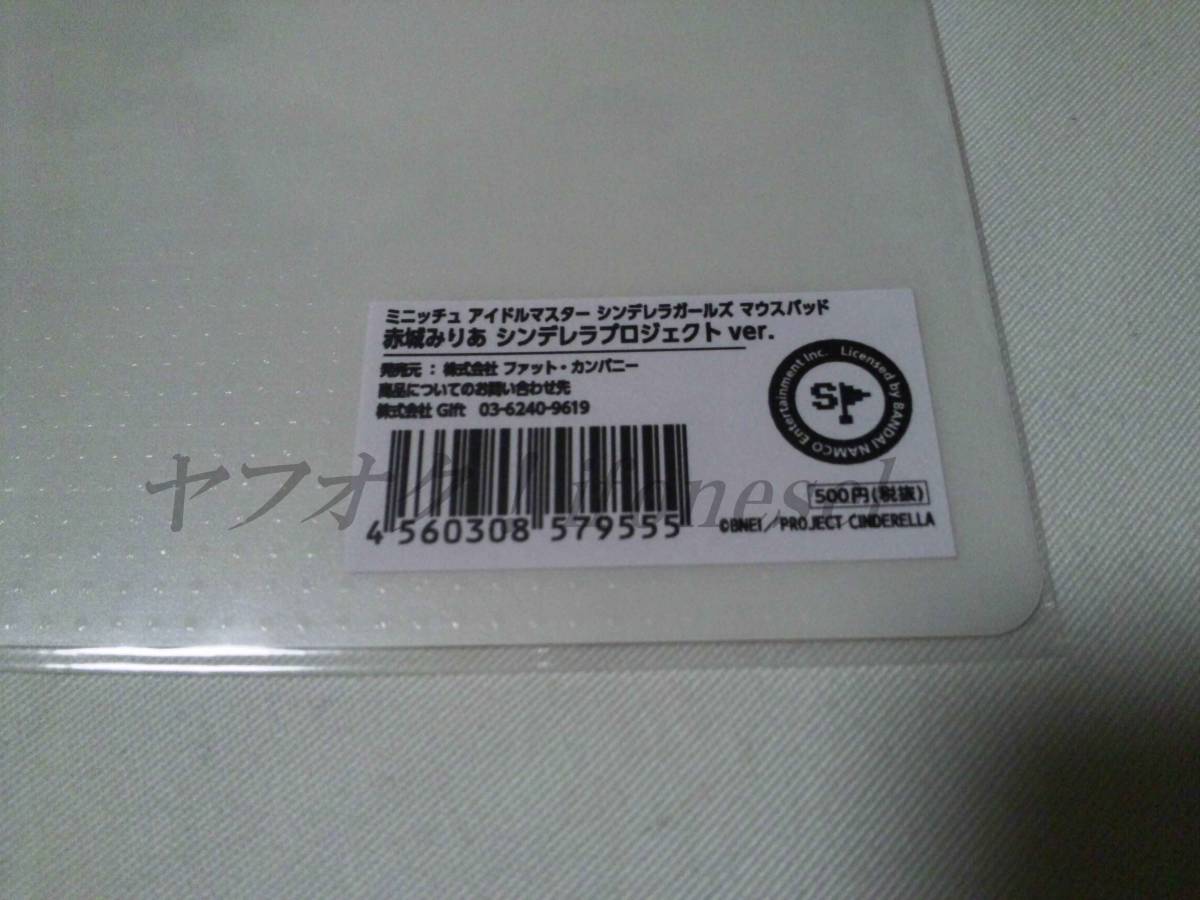 ミニッチュ アイドルマスター シンデレラガールズ マウスパッド
赤城みりあ シンデレラプロジェクト ver.
発売元 : 株式会社 ファット・カンパニー
商品についてのお問い合わせ先
株式会社 Gift 03-6240-9619
Licensed by BANDAI NAMCO Entertainment Inc.
S
500円(税抜)
4 560308 579555
©BNEI/PROJECT CINDERELLA
ヤフオク!